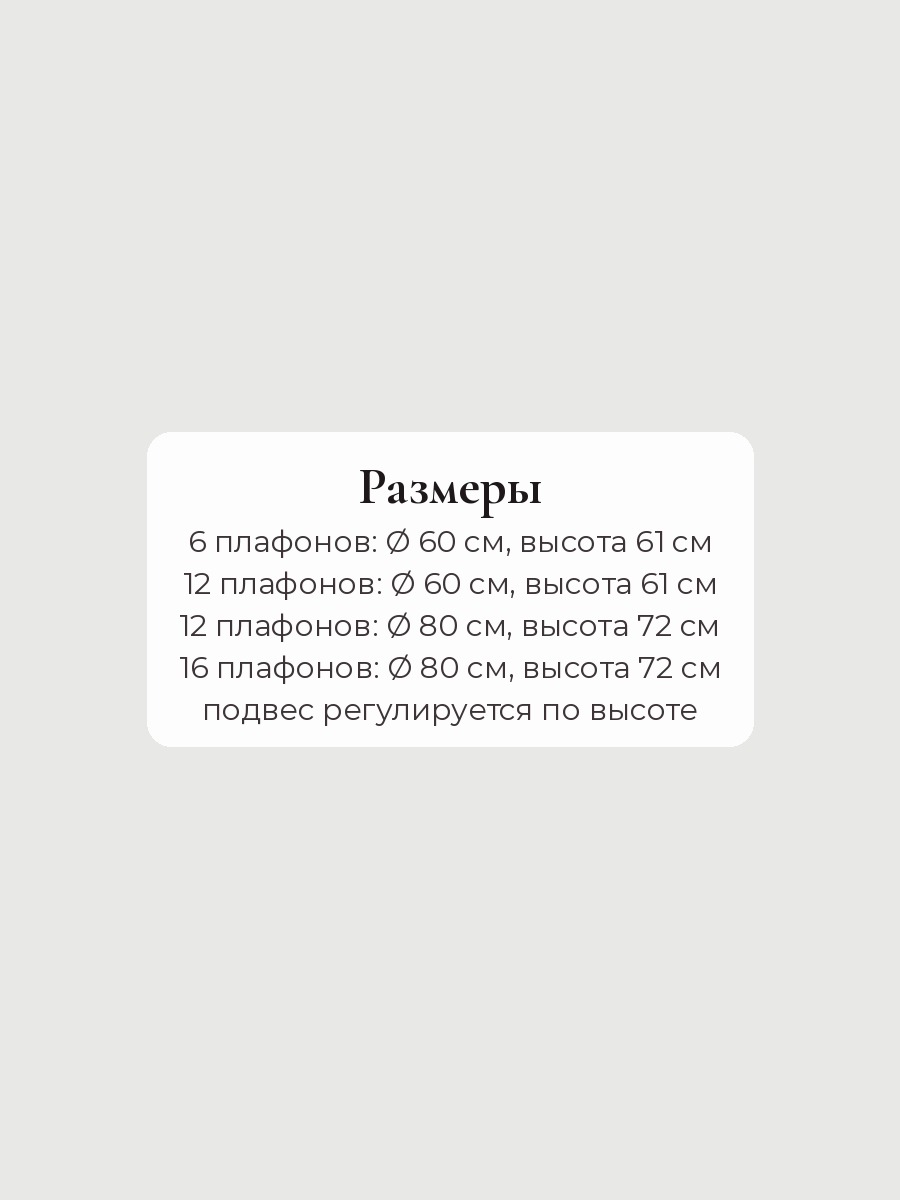 Размеры
6 плафонов: Ø 60 см, высота 61 см
12 плафонов: Ø 60 см, высота 61 см
12 плафонов: Ø 80 см, высота 72 см
16 плафонов: Ø 80 см, высота 72 см
подвес регулируется по высоте